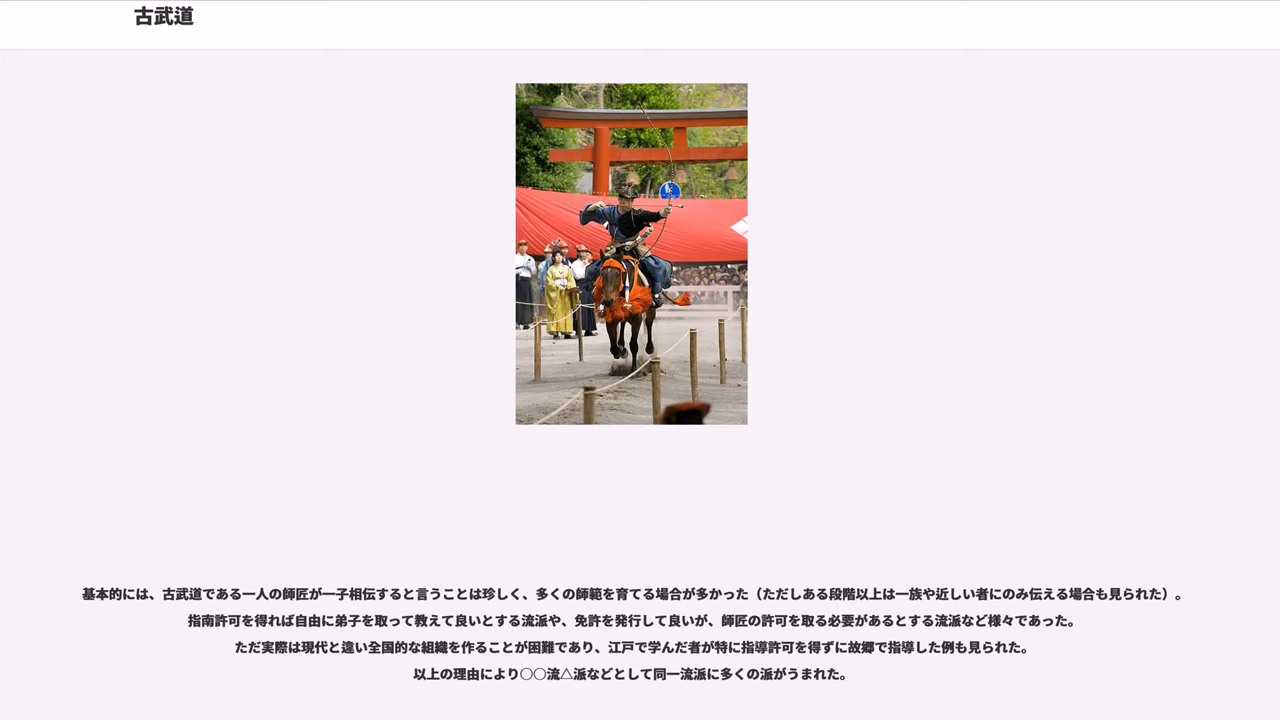 古武道
基本的には、古武道である一人の師匠が一子相伝すると言うことは珍しく、多くの師範を育てる場合が多かった（ただしある段階以上は一族や近しい者にのみ伝える場合も見られた）。
指南許可を得れば自由に弟子を取って教えて良いとする流派や、免許を発行して良いが、師匠の許可を取る必要があるとする流派など様々であった。
ただ実際は現代と違い全国的な組織を作ることが困難であり、江戸で学んだ者が特に指導許可を得ずに故郷で指導した例も見られた。
以上の理由により○○流△派などとして同一流派に多くの派がうまれた。